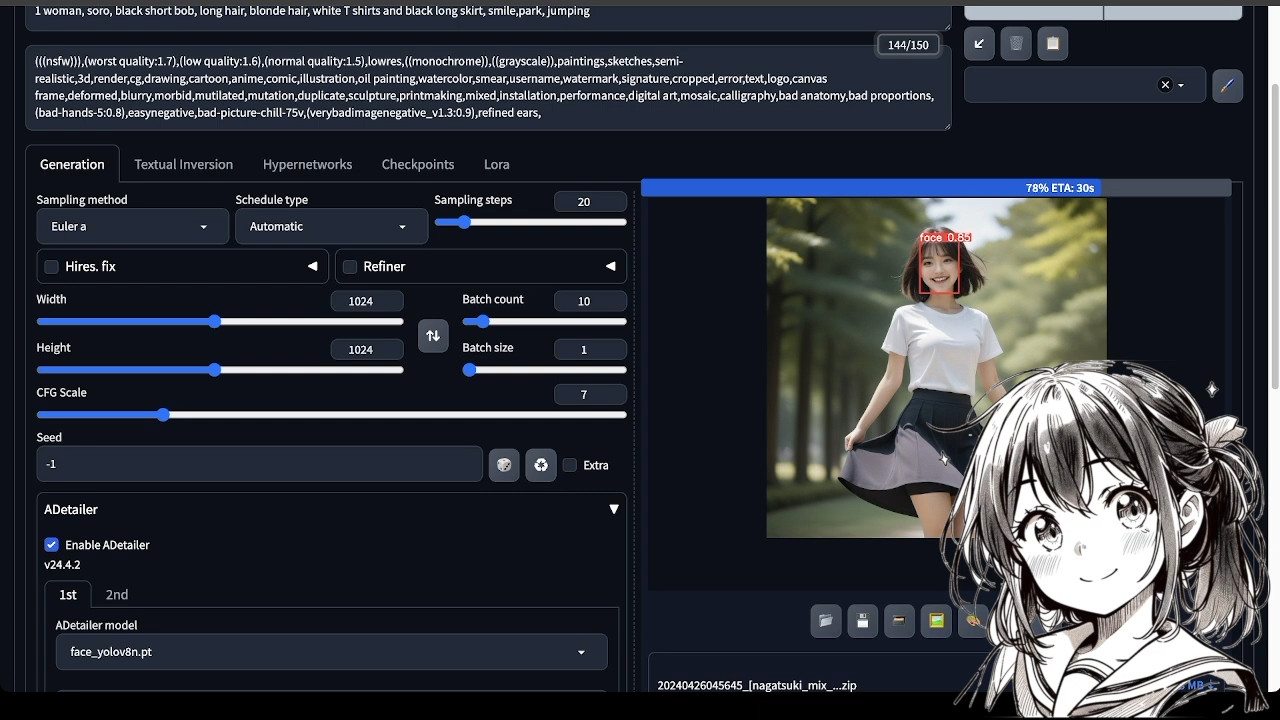 1 woman, soro, black short bob, long hair, blonde hair, white T shirts and black long skirt, smile,park, jumping
144/150
(((nsfw))),(worst quality:1.7),(low quality:1.6),(normal quality:1.5),lowres,((monochrome)),((grayscale)),paintings,sketches,semi-
realistic,3d,render,cg,drawing,cartoon,anime,comic,illustration,oil painting,watercolor,smear,username,watermark,signature,cropped,error,text,logo,canvas
frame,deformed,blurry,morbid,mutilated,mutation,duplicate,sculpture,printmaking,mixed,installation,performance,digital art,mosaic,calligraphy,bad anatomy,bad proportions,
(bad-hands-5:0.8),easynegative,bad-picture-chill-75v,(verybadimagenegative_v1.3:0.9),refined ears,
Generation Textual Inversion Hypernetworks Checkpoints Lora
78% ETA: 30s
Sampling method Schedule type Sampling steps 20
Euler a Automatic
face 0.85
Hires. fix Refiner
Width 1024 Batch count 10
Height 1024 Batch size 1
CFG Scale 7
Seed
-1 Extra
ADetailer
Enable ADetailer
v24.4.2
1st 2nd
ADetailer model
face_yolov8n.pt
20240426045645_[nagatsuki_mix_...zip MB